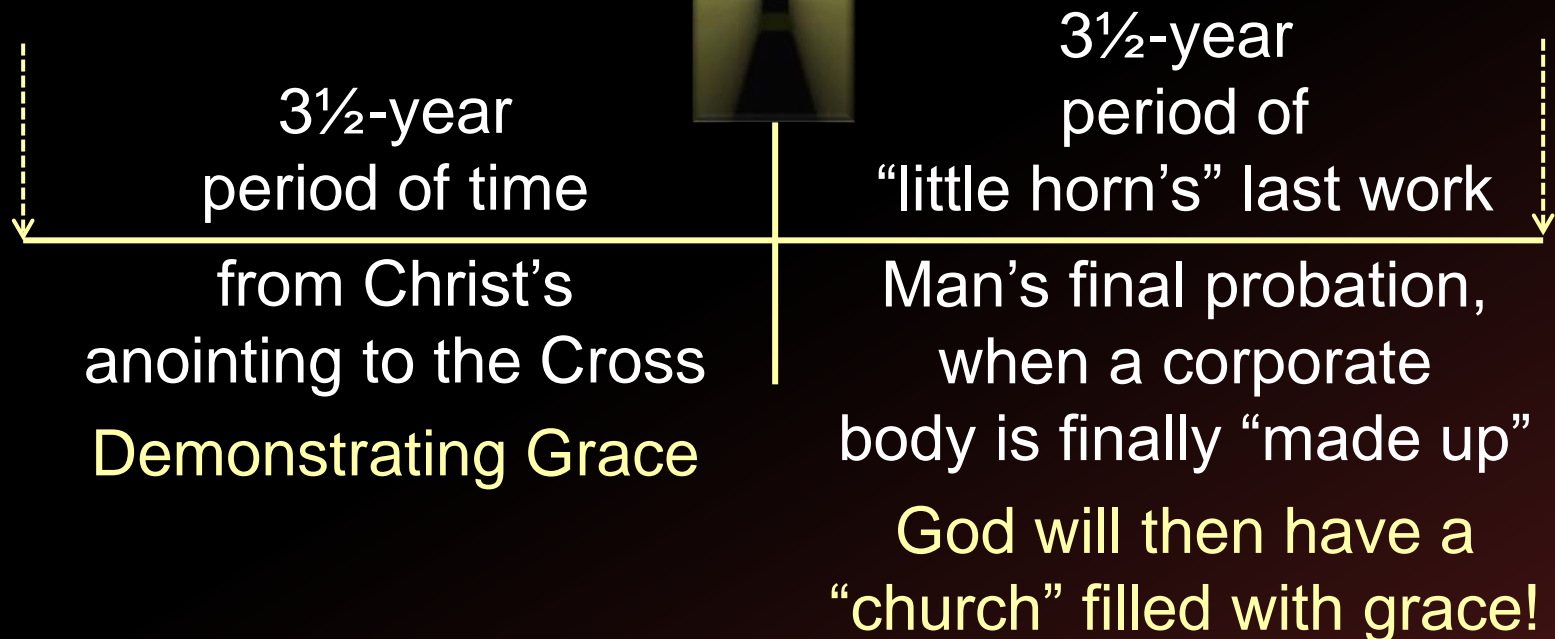 3½-year
period of time
from Christ’s
anointing to the Cross
Demonstrating Grace
3½-year
period of
“little horn’s” last work
Man’s final probation,
when a corporate
body is finally “made up”
God will then have a
“church” filled with grace!